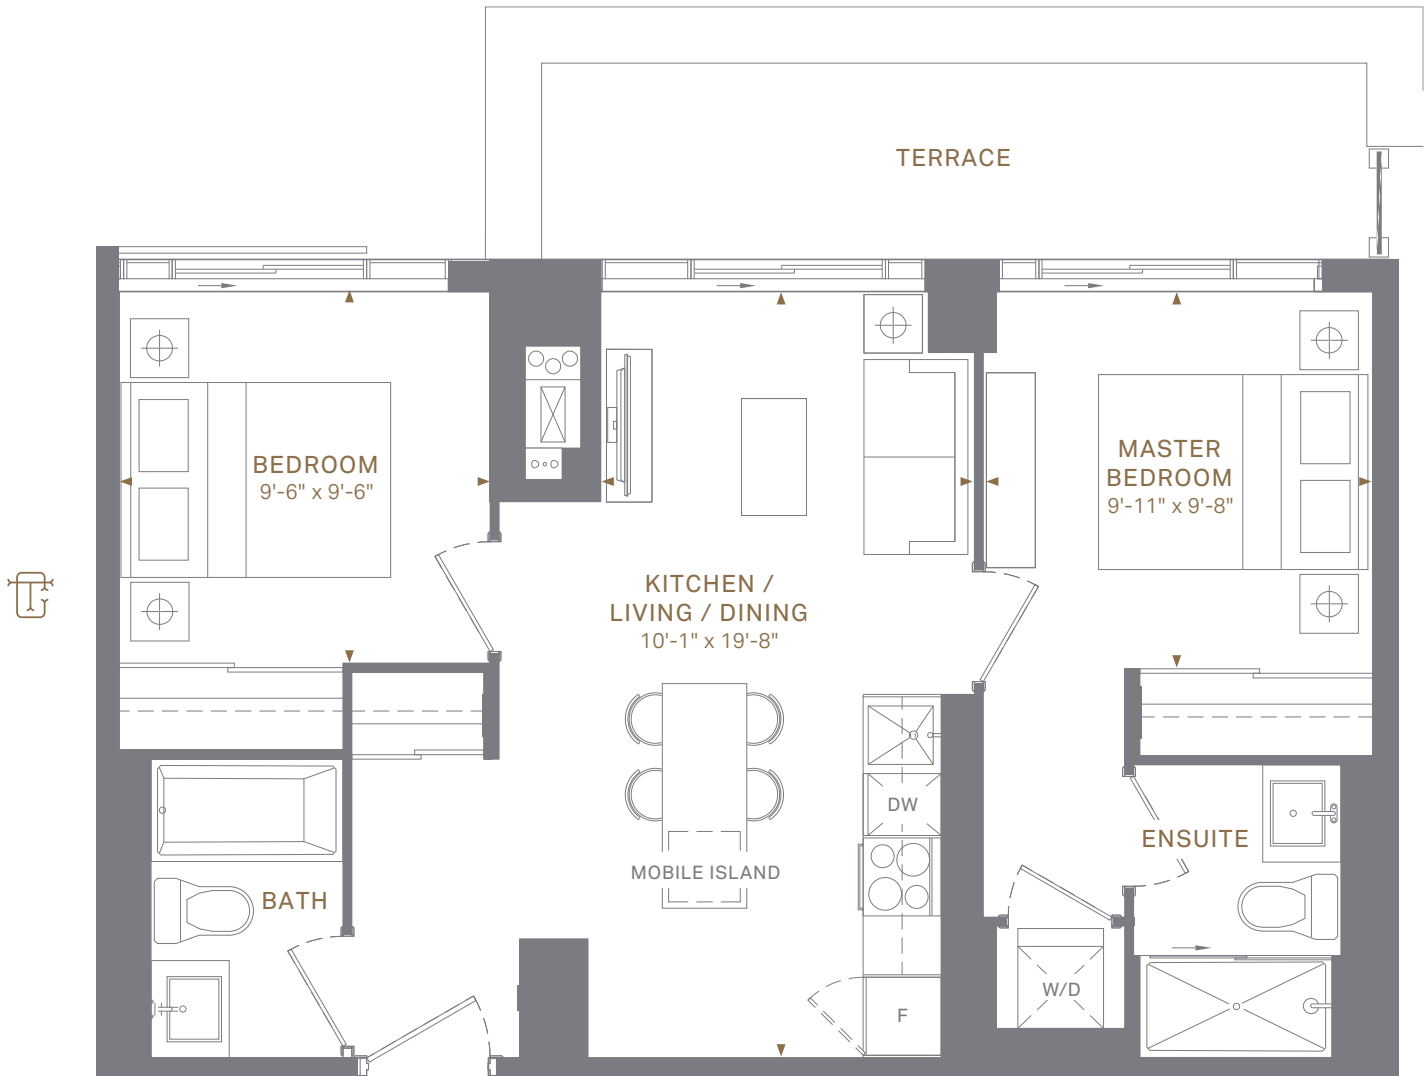 TERRACE
BEDROOM
9'-6" x 9'-6"
MASTER
BEDROOM
9'-11" x 9'-8"
KITCHEN /
LIVING / DINING
10'-1" x 19'-8"
DW
MOBILE ISLAND
ENSUITE
BATH
W/D
F